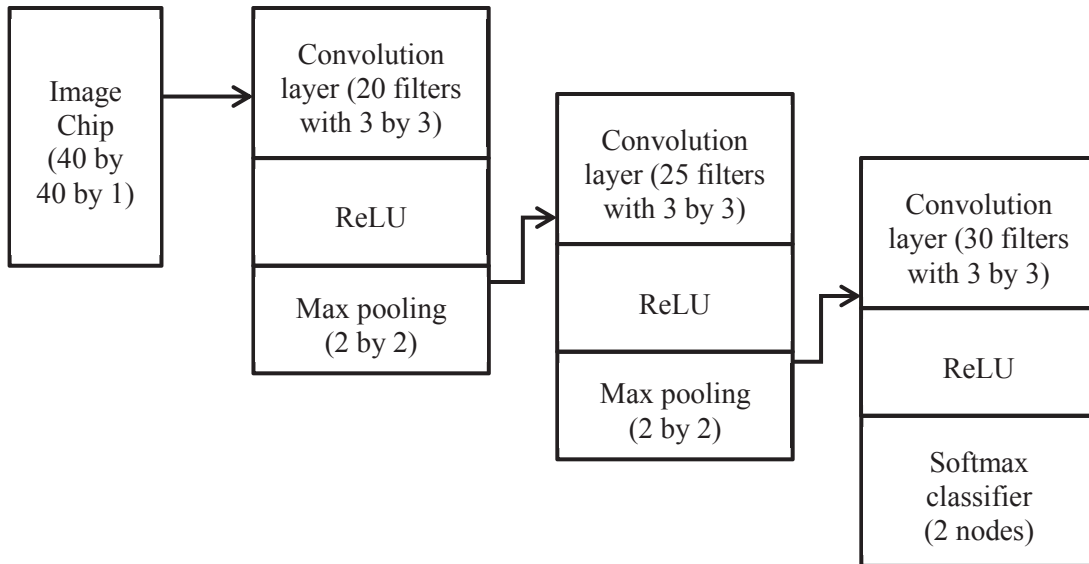 Image
Chip
(40 by
40 by 1)
Convolution
layer (20 filters
with 3 by 3)
ReLU
Max pooling
(2 by 2)
Convolution
layer (25 filters
with 3 by 3)
ReLU
Max pooling
(2 by 2)
Convolution
layer (30 filters
with 3 by 3)
ReLU
Softmax
classifier
(2 nodes)